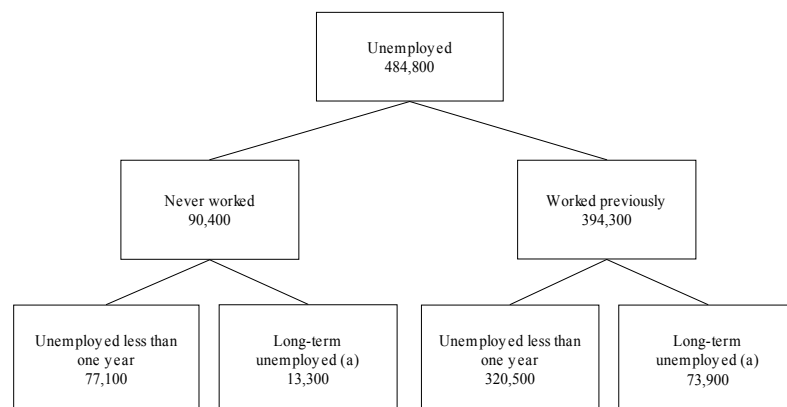 Unemployed
484,800
Never worked
90,400
Worked previously
394,300
Unemployed less than
one year
77,100
Long-term
unemployed (a)
13,300
Unemployed less than
one year
320,500
Long-term
unemployed (a)
73,900